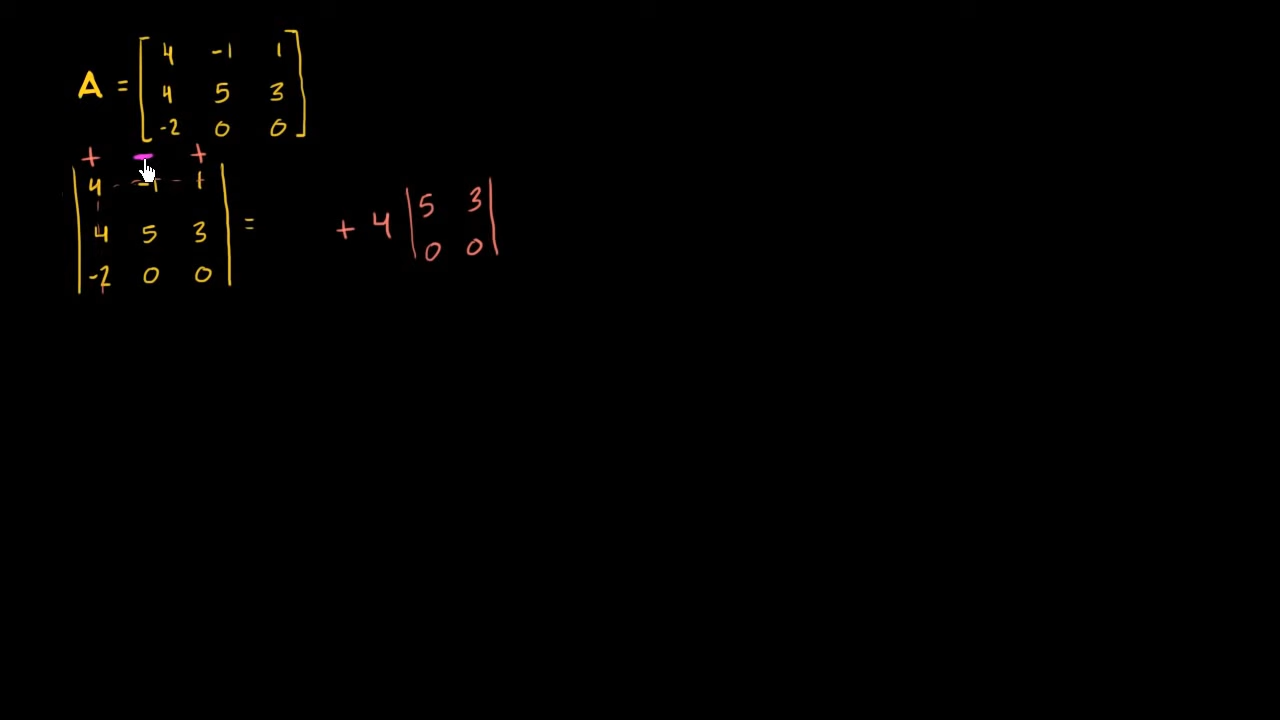 A = [ 4 -1 1
4 5 3
-2 0 0 ]
+ - +
| 4 -1 1
4 5 3
-2 0 0 | = + 4 | 5 3
0 0 |